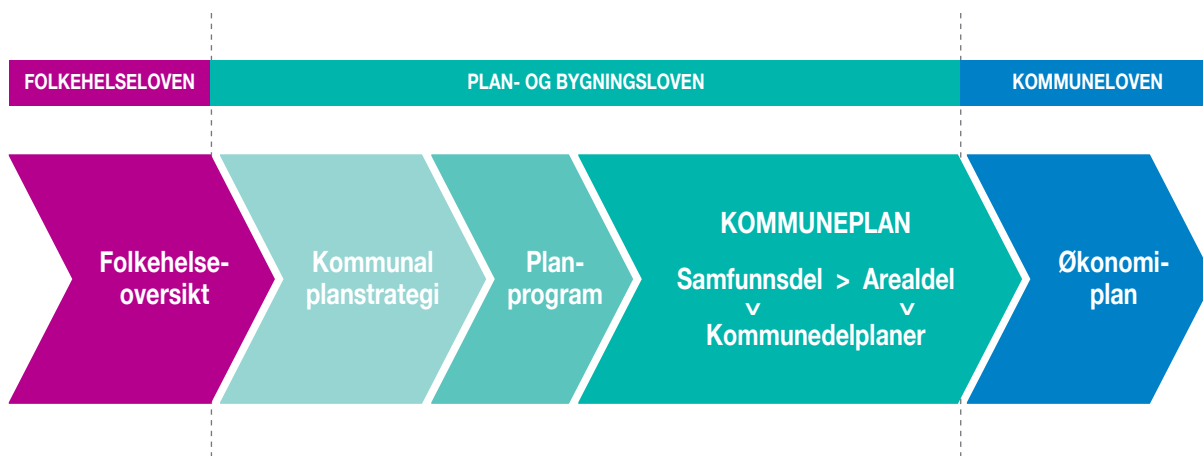 FOLKEHELSELOVEN
PLAN- OG BYGNINGSLOVEN
KOMMUNELOVEN
Folkehelse-
oversikt
Kommunal
planstrategi
Plan-
program
KOMMUNEPLAN
Samfunnsdel > Arealdel
> >
Kommunedelplaner
Økonomi-
plan